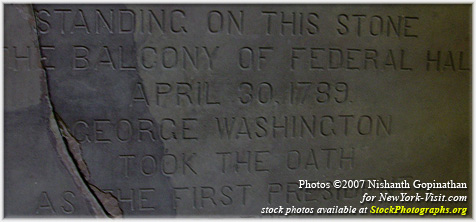 STANDING ON THIS STONE
THE BALCONY OF FEDERAL HAL
APRIL 30, 1789.
GEORGE WASHINGTON
TOOK THE OATH
AS THE FIRST PRES
Photos ©2007 Nishanth Gopinathan
for NewYork-Visit.com
stock photos available at StockPhotographs.org